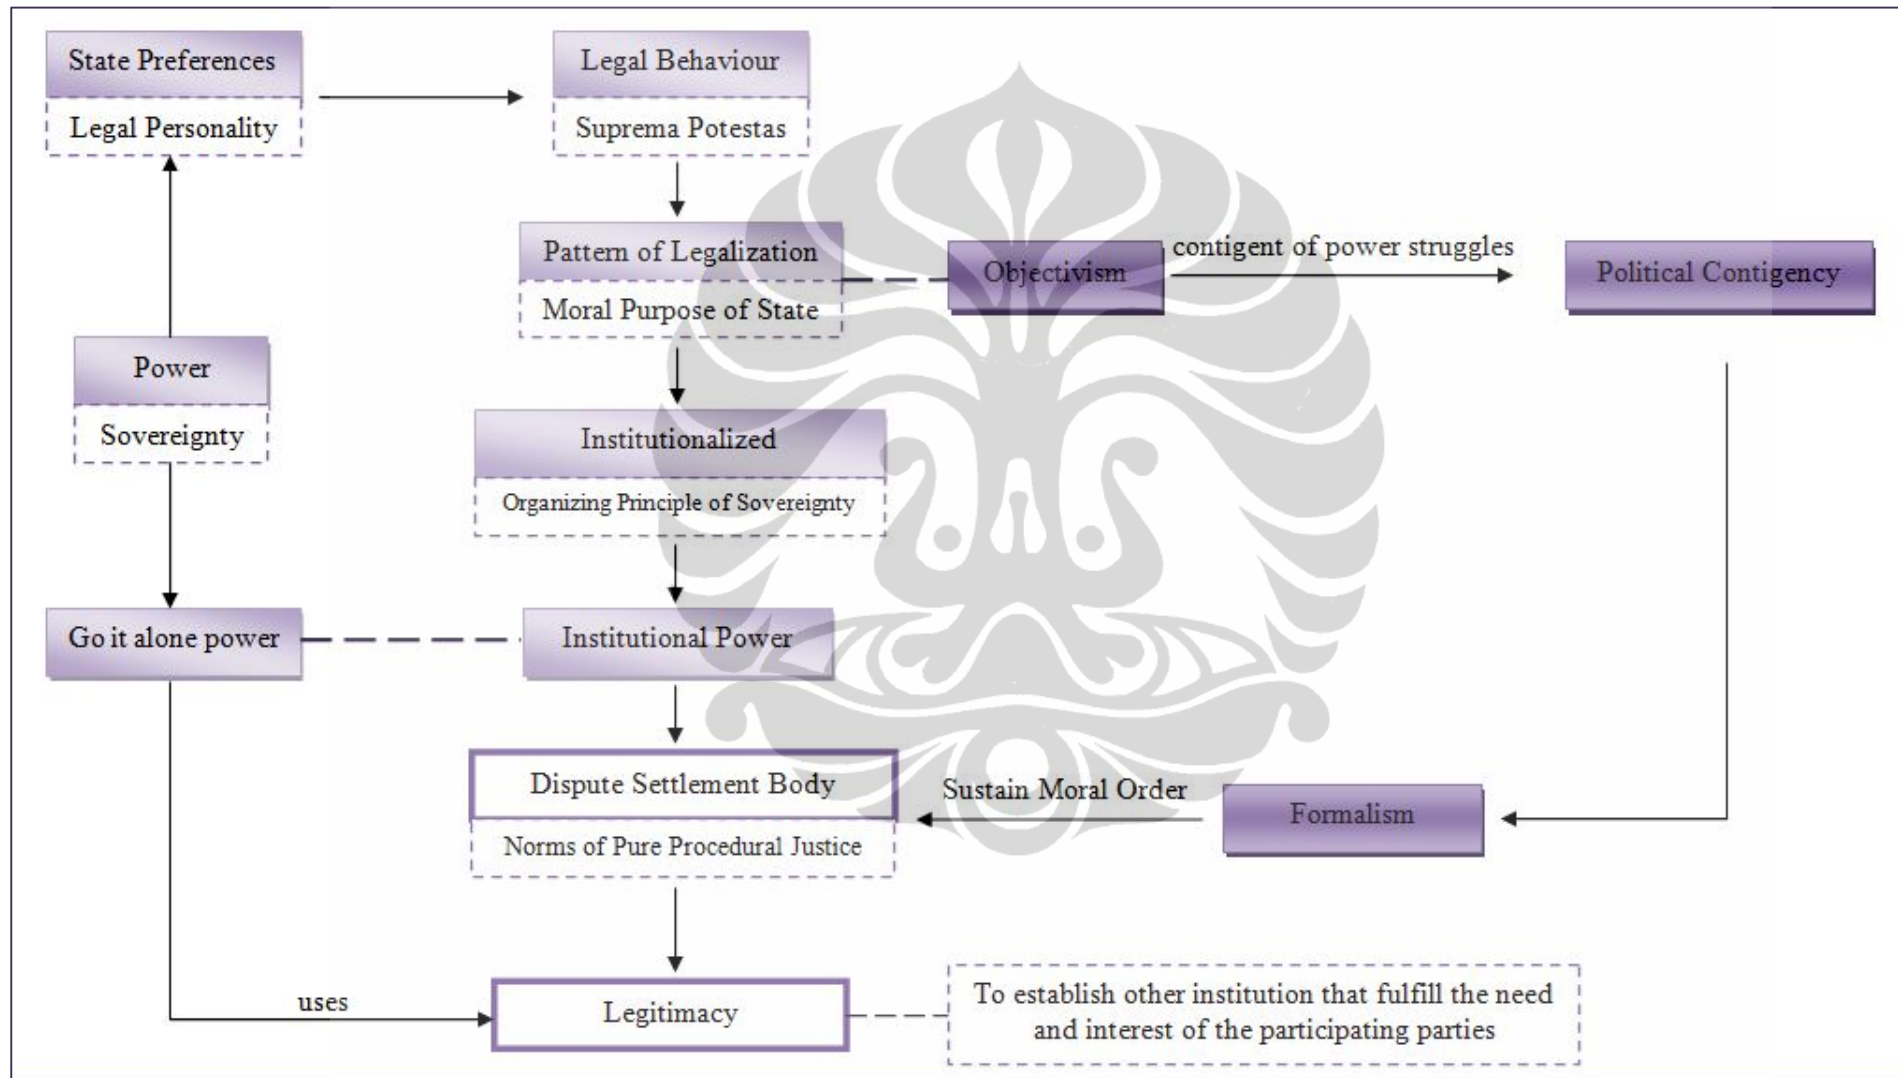 State Preferences
Legal Personality
Legal Behaviour
Suprema Potestas
Pattern of Legalization
Moral Purpose of State
Objectivism
contigent of power struggles
Political Contigency
Power
Sovereignty
Institutionalized
Organizing Principle of Sovereignty
Go it alone power
Institutional Power
Dispute Settlement Body
Norms of Pure Procedural Justice
Sustain Moral Order
Formalism
uses
Legitimacy
To establish other institution that fulfill the need
and interest of the participating parties